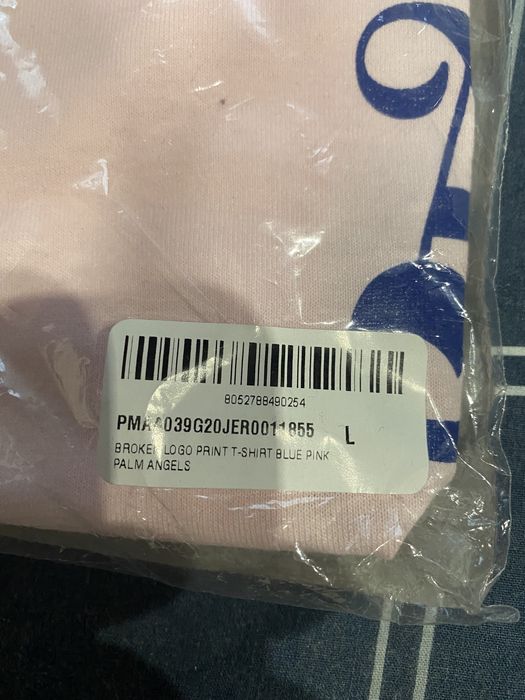 8052788490254
PMAA039G20JER0011855 L
BROKEN LOGO PRINT T-SHIRT BLUE PINK
PALM ANGELS